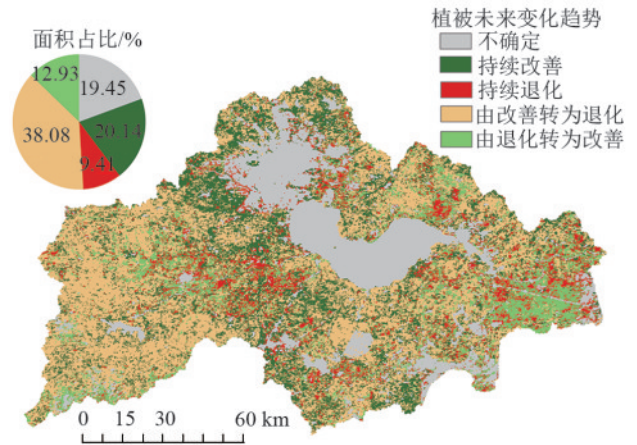 面积占比/%
12.93
19.45
38.08
20.14
9.41
植被未来变化趋势
不确定
持续改善
持续退化
由改善转为退化
由退化转为改善
0 15 30 60 km